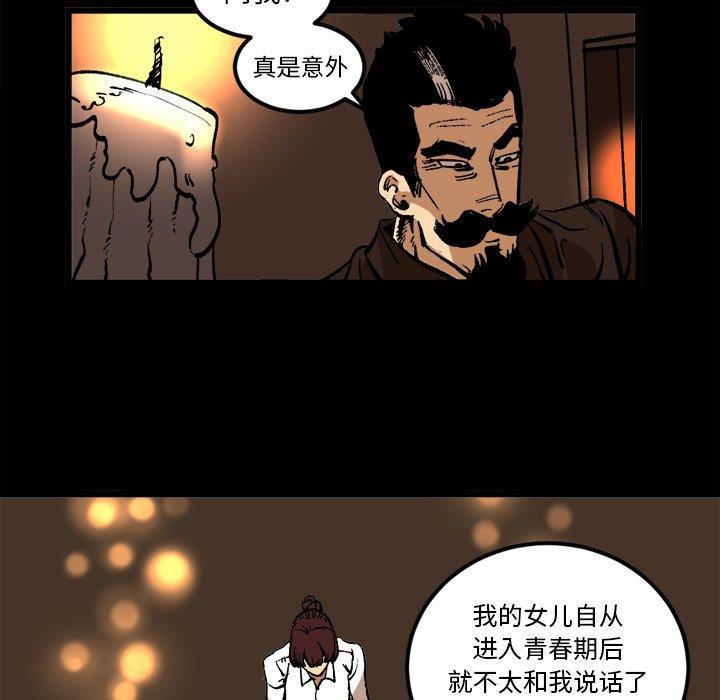 真是意外
我的女儿自从
进入青春期后
就不太和我说话了